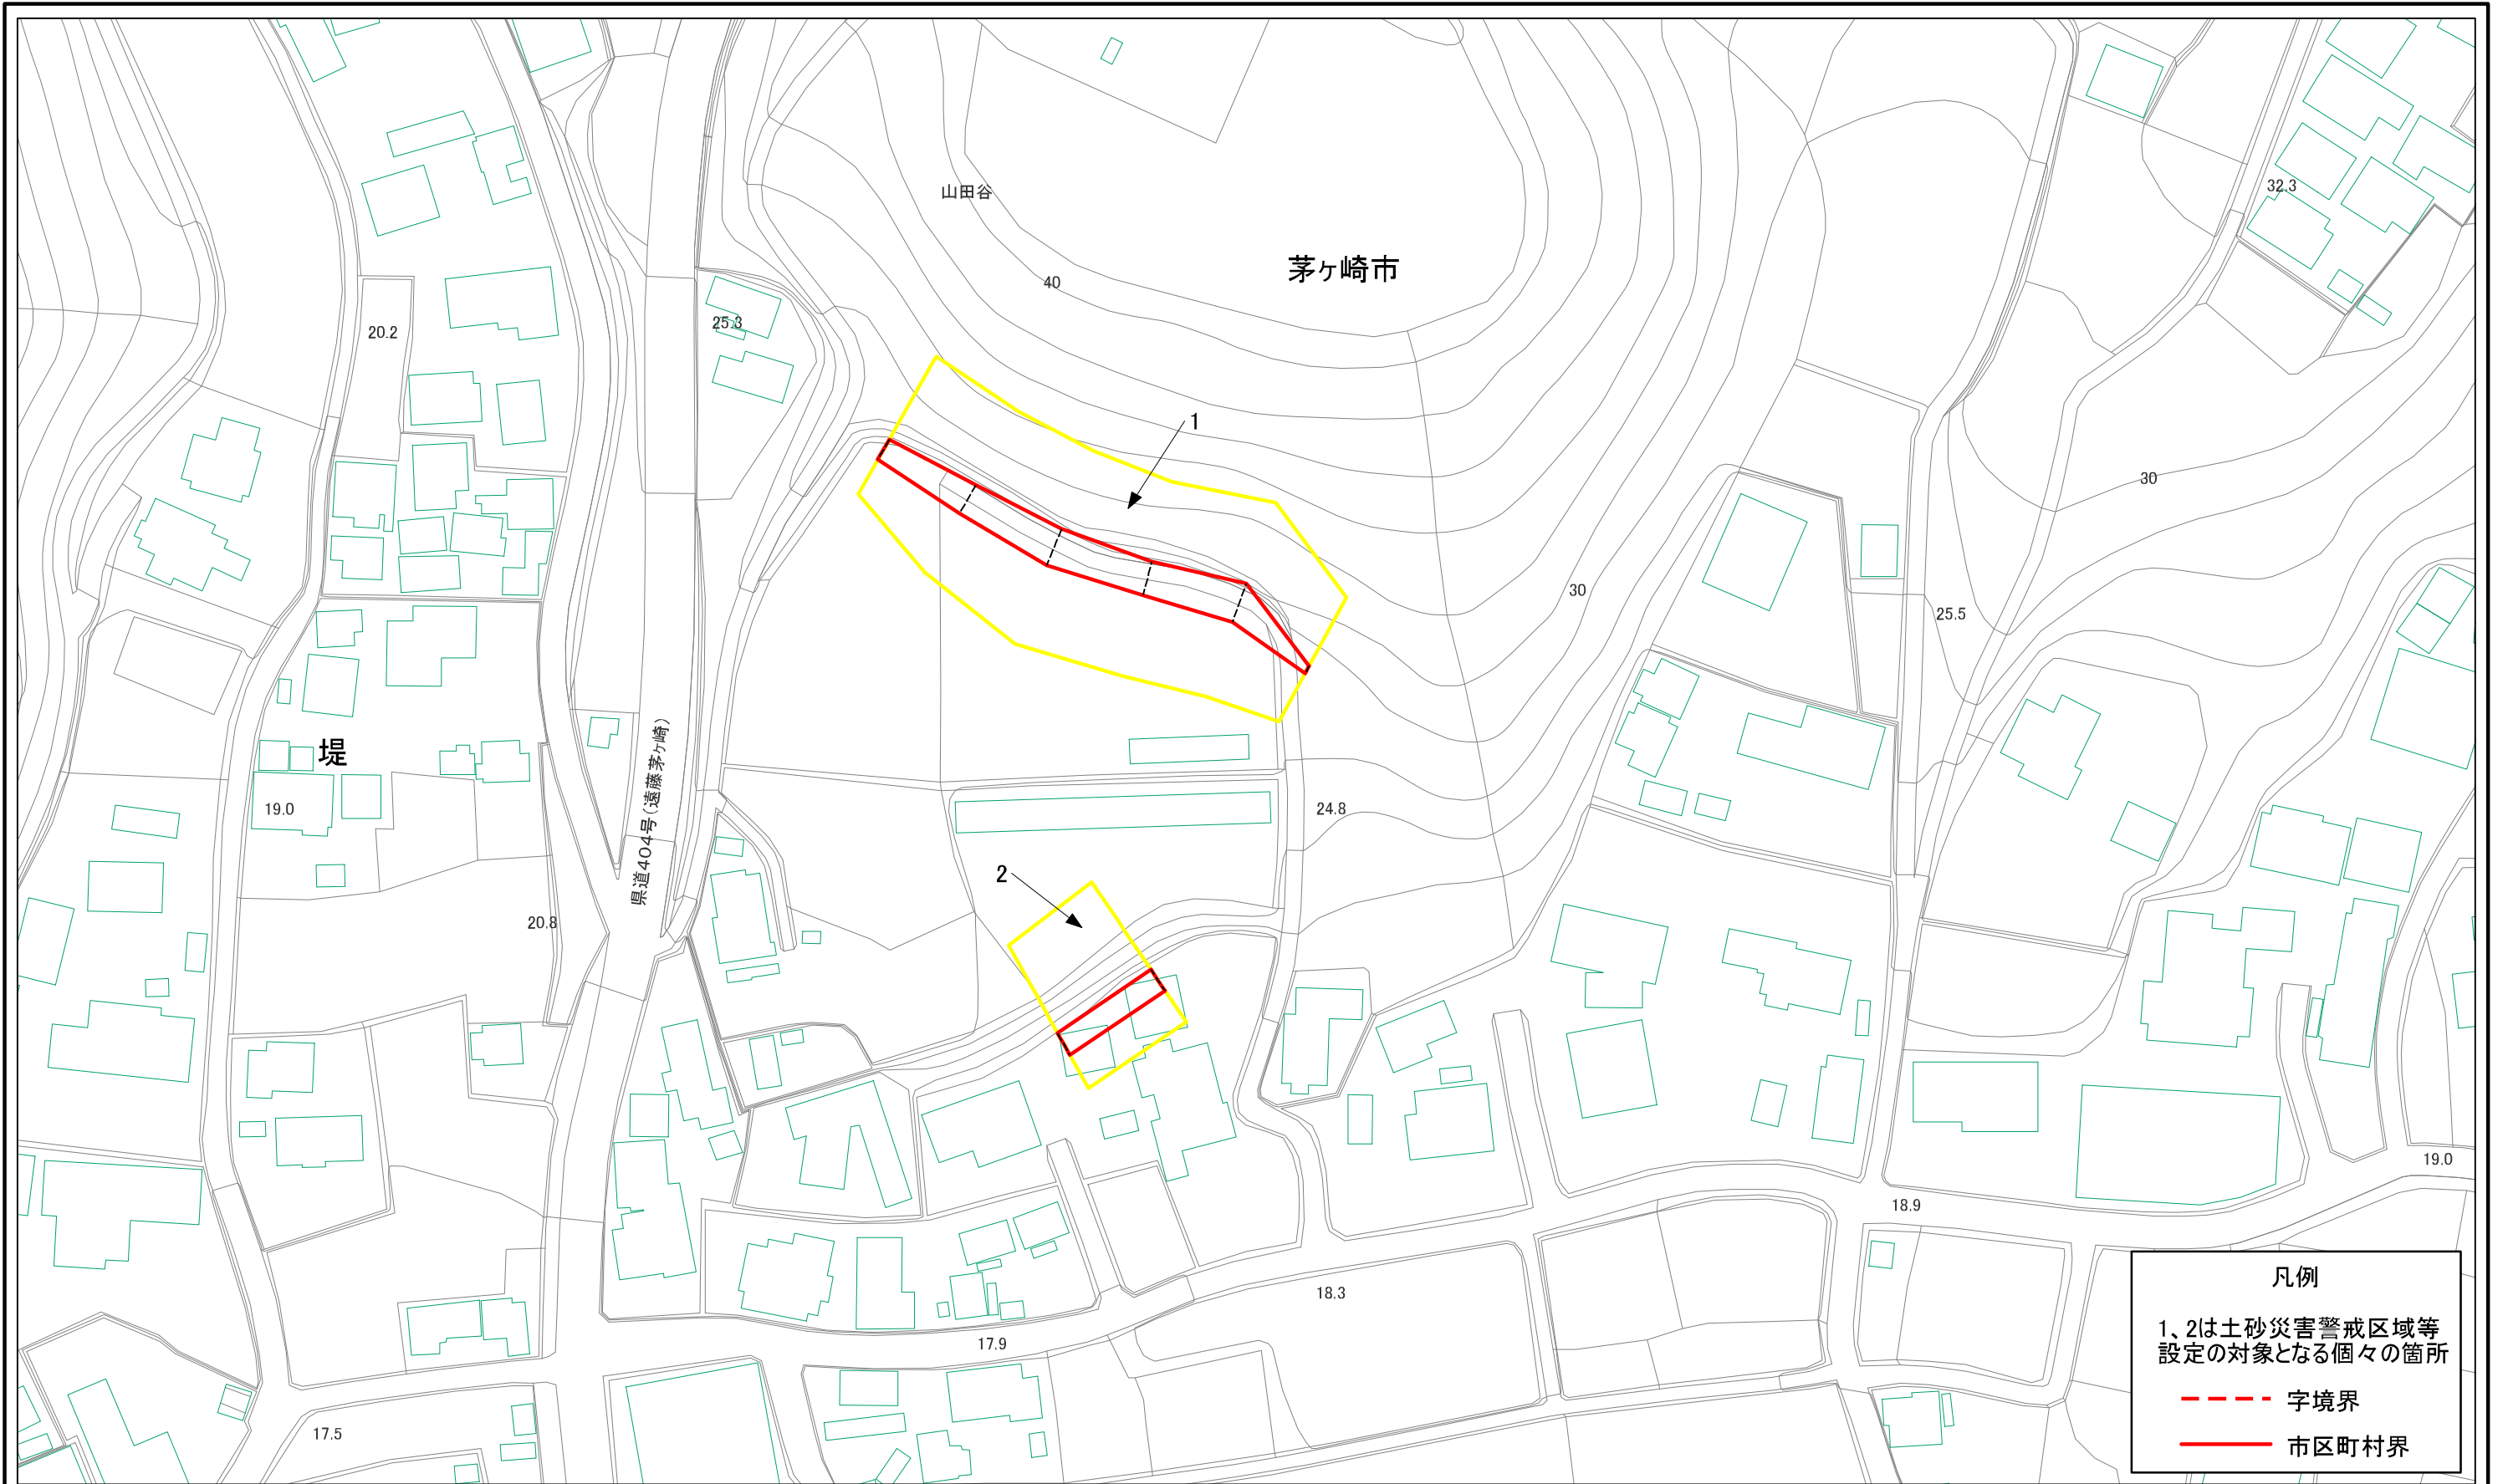 山田谷
32.3
茅ヶ崎市
40
25.3
20.2
1
30
30
25.5
堤
県道404号(遠藤茅ヶ崎)
19.0
24.8
2
20.8
19.0
18.9
18.3
17.9
17.5
凡例
1、2は土砂災害警戒区域等
設定の対象となる個々の箇所
字境界
市区町村界